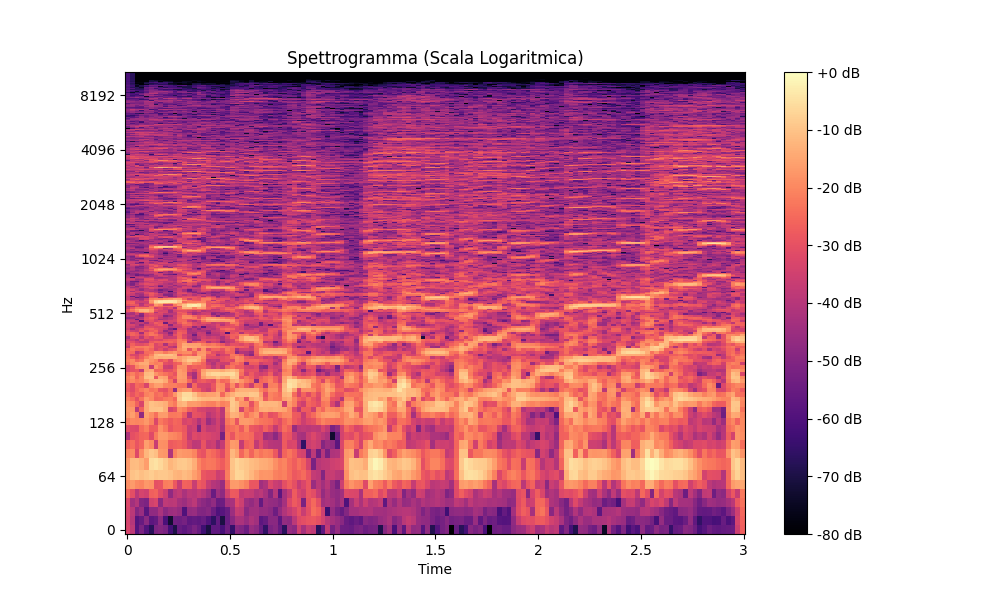 Spettrogramma (Scala Logaritmica)
Hz
8192
4096
2048
1024
512
256
128
64
0
0
0.5
1
1.5
2
2.5
3
Time
+0 dB
-10 dB
-20 dB
-30 dB
-40 dB
-50 dB
-60 dB
-70 dB
-80 dB